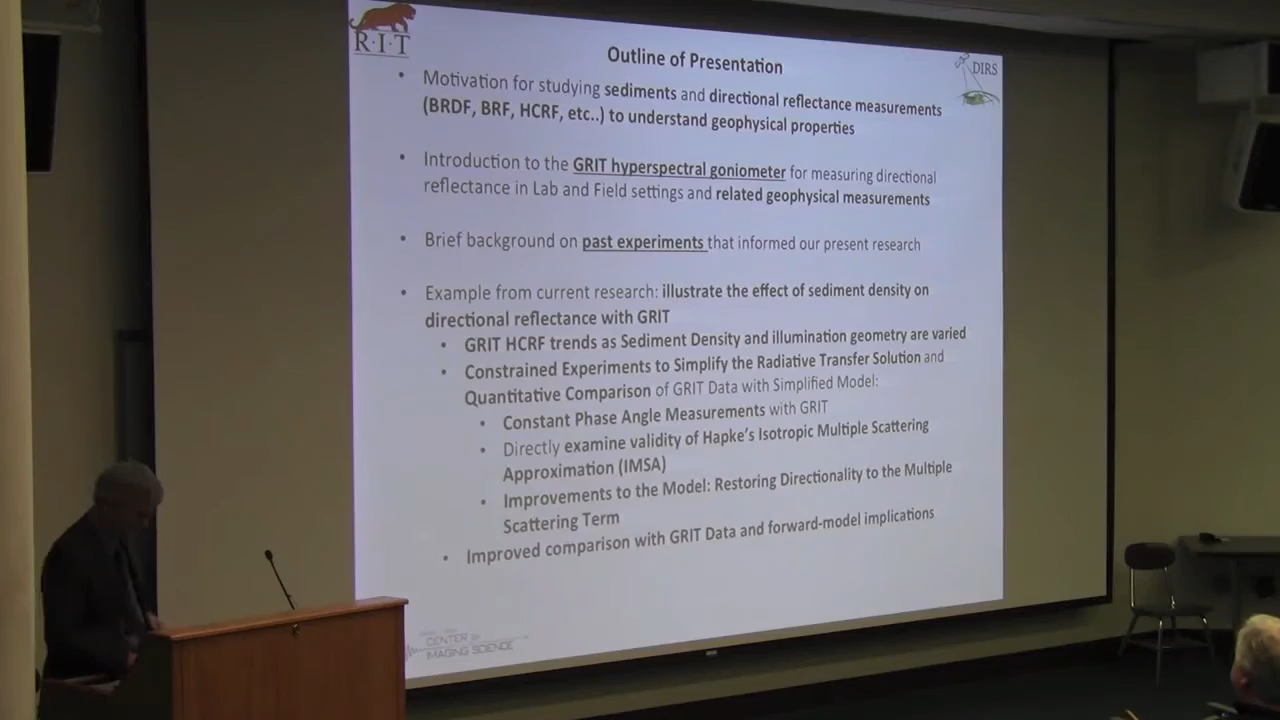 R·I·T
Outline of Presentation
DIRS
• Motivation for studying sediments and directional reflectance measurements
(BRDF, BRF, HCRF, etc..) to understand geophysical properties
• Introduction to the GRIT hyperspectral goniometer for measuring directional
reflectance in Lab and Field settings and related geophysical measurements
• Brief background on past experiments that informed our present research
• Example from current research: illustrate the effect of sediment density on
directional reflectance with GRIT
• GRIT HCRF trends as Sediment Density and illumination geometry are varied
• Constrained Experiments to Simplify the Radiative Transfer Solution and
Quantitative Comparison of GRIT Data with Simplified Model:
• Constant Phase Angle Measurements with GRIT
• Directly examine validity of Hapke's Isotropic Multiple Scattering
Approximation (IMSA)
• Improvements to the Model: Restoring Directionality to the Multiple
Scattering Term
• Improved comparison with GRIT Data and forward-model implications
CENTER for
IMAGING SCIENCE